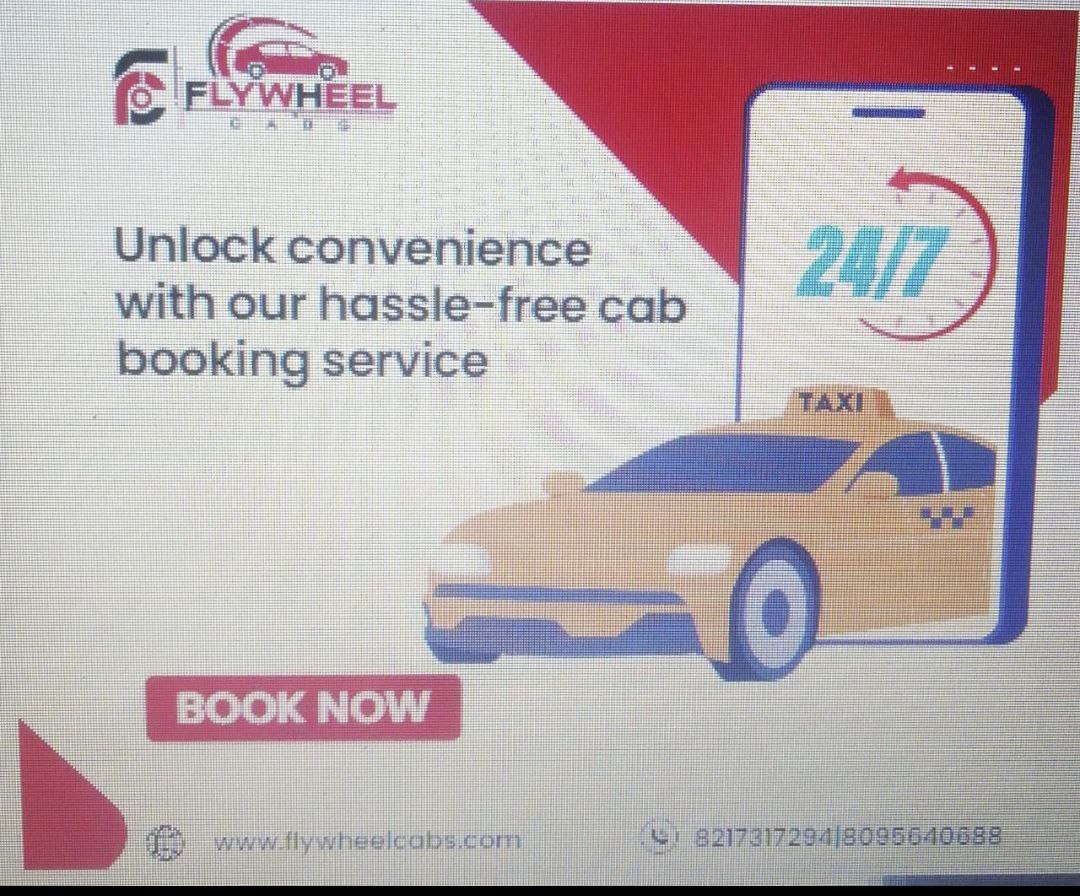 FLYWHEEL
CABS
Unlock convenience
with our hassle-free cab
booking service
24/7
TAXI
BOOK NOW
www.flywheelcabs.com
8217317294|8095640688